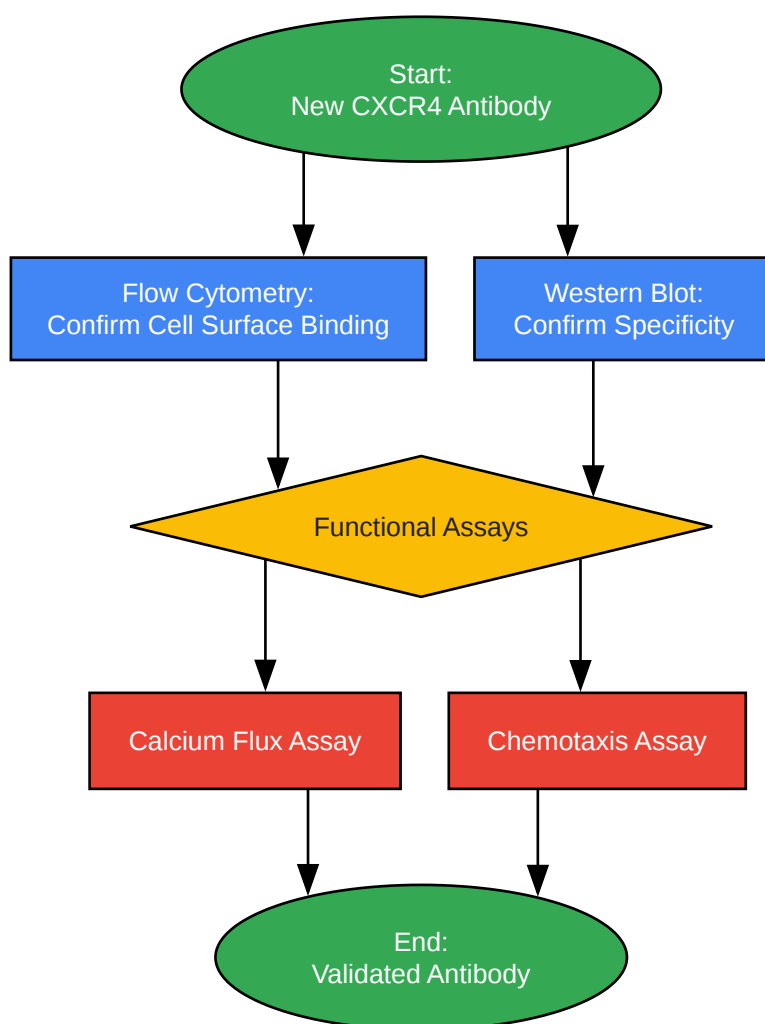 Start:
New CXCR4 Antibody
Flow Cytometry:
Confirm Cell Surface Binding
Western Blot:
Confirm Specificity
Functional Assays
Calcium Flux Assay
Chemotaxis Assay
End:
Validated Antibody